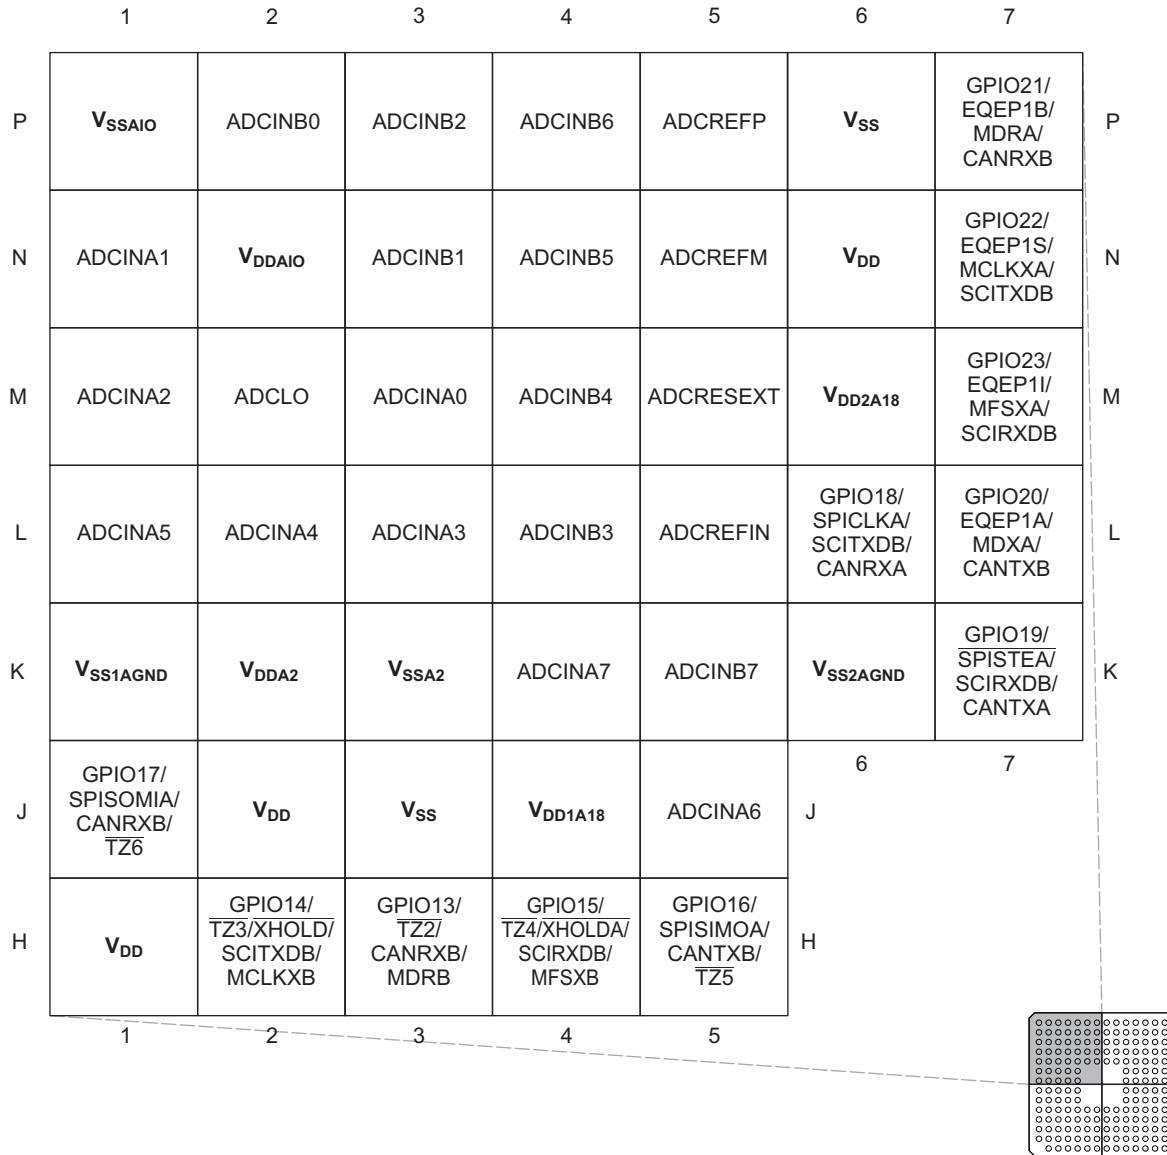 1 2 3 4 5 6 7
P VSSAIO ADCINB0 ADCINB2 ADCINB6 ADCREFP VSS GPIO21/
EQEP1B/
MDRA/
CANRXB P
N ADCINA1 VDDAIO ADCINB1 ADCINB5 ADCREFM VDD GPIO22/
EQEP1S/
MCLKXA/
SCITXDB N
M ADCINA2 ADCLO ADCINA0 ADCINB4 ADCRESEXT VDD2A18 GPIO23/
EQEP1I/
MFSXA/
SCIRXDB M
L ADCINA5 ADCINA4 ADCINA3 ADCINB3 ADCREFIN GPIO18/
SPICLKA/
SCITXDB/
CANRXA
GPIO20/
EQEP1A/
MDXA/
CANTXB L
K VSS1AGND VDDA2 VSSA2 ADCINA7 ADCINB7 VSS2AGND GPIO19/
SPISTEA/
SCIRXDB/
CANTXA K
6 7
J GPIO17/
SPISOMIA/
CANRXB/
TZ6
VDD VSS VDD1A18 ADCINA6 J
H VDD GPIO14/
TZ3/XHOLD/
SCITXDB/
MCLKXB
GPIO13/
TZ2/
CANRXB/
MDRB
GPIO15/
TZ4/XHOLDA/
SCIRXDB/
MFSXB
GPIO16/
SPISIMOA/
CANTXB/
TZ5
H
1 2 3 4 5